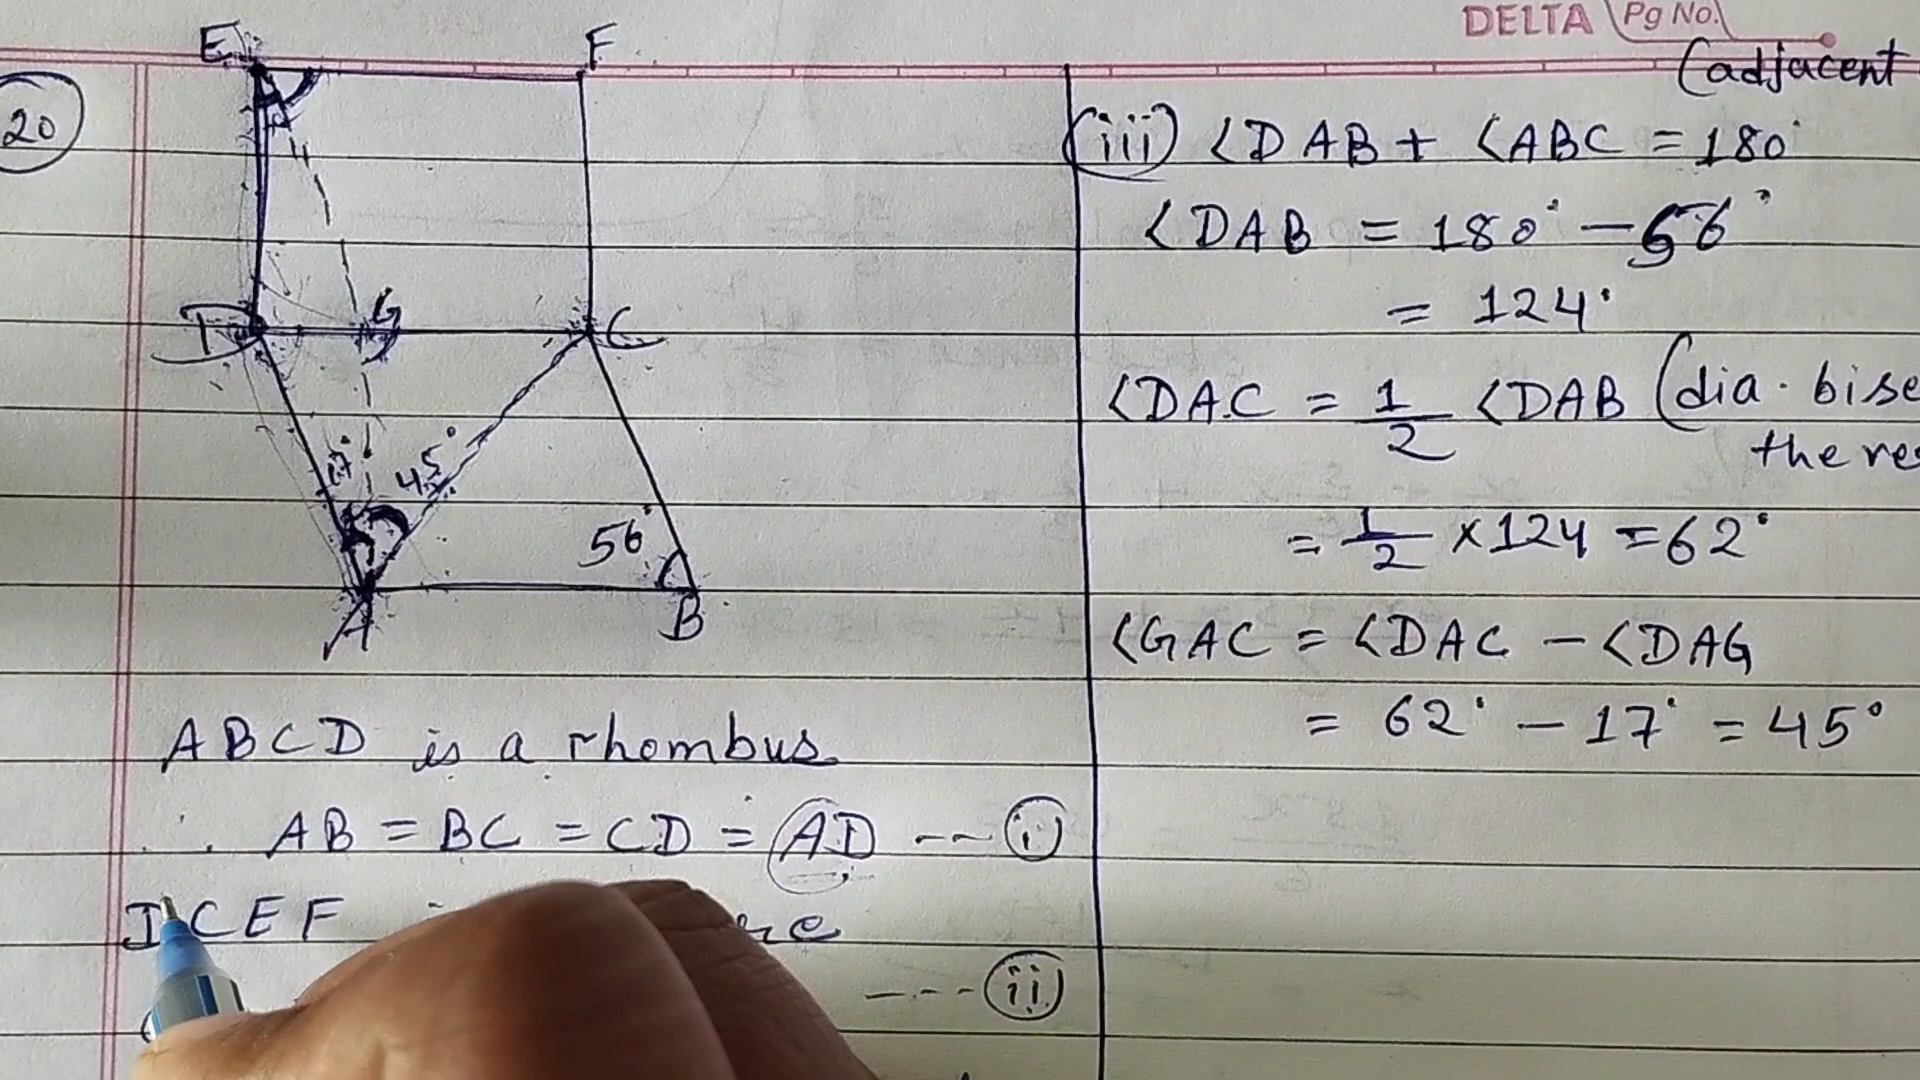 DELTA Pg No.
20
E F
D G C
17° 45°
56°
A B
ABCD is a rhombus
∴ AB = BC = CD = AD --- (i)
DCEF
--- (ii)
(adjacent
(iii) <DAB + <ABC = 180°
<DAB = 180° - 56°
= 124°
<DAC = 1/2 <DAB (dia. bise
the re
= 1/2 × 124 = 62°
<GAC = <DAC - <DAG
= 62° - 17° = 45°